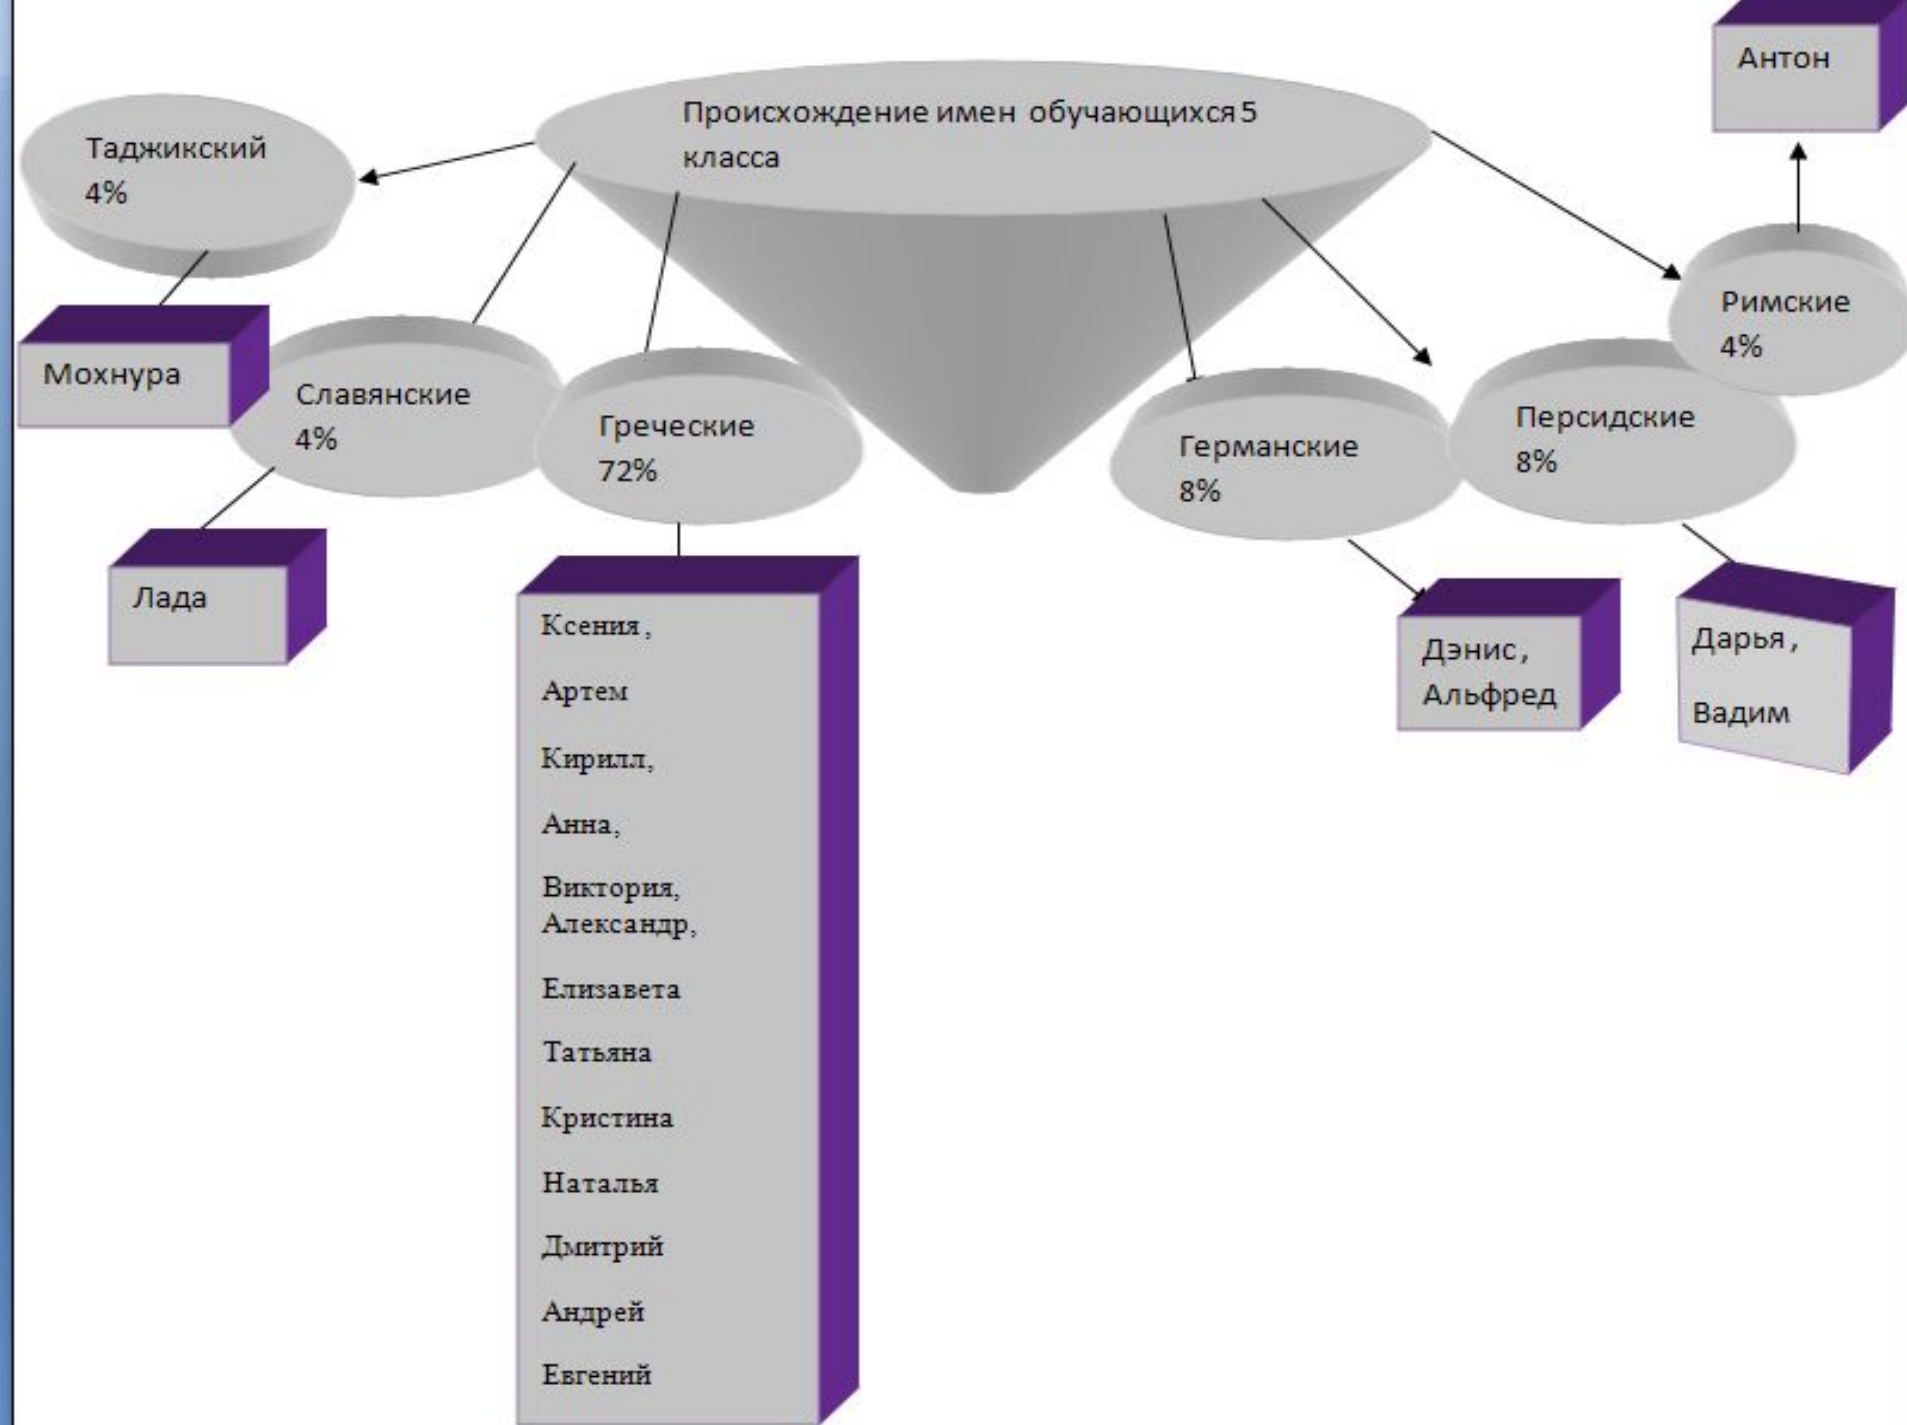 Происхождение имен обучающихся 5
класса
Антон
Таджикский
4%
Мохнура
Славянские
4%
Лада
Греческие
72%
Ксения,
Артем
Кирилл,
Анна,
Виктория,
Александр,
Елизавета
Татьяна
Кристина
Наталья
Дмитрий
Андрей
Евгений
Германские
8%
Дэнис,
Альфред
Персидские
8%
Дарья,
Вадим
Римские
4%